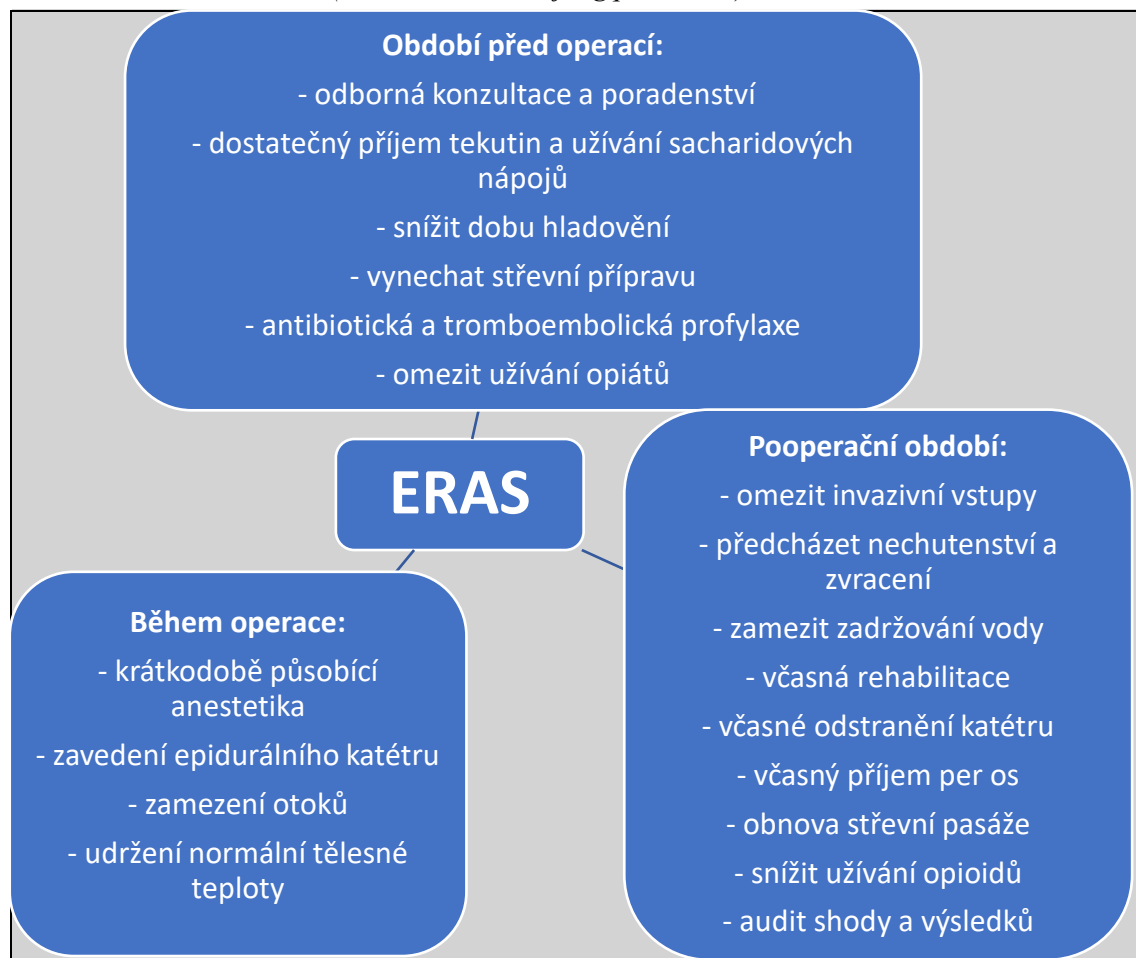 Období před operací:
- odborná konzultace a poradenství
- dostatečný příjem tekutin a užívání sacharidových
nápojů
- snížit dobu hladovění
- vynechat střevní přípravu
- antibiotická a tromboembolická profylaxe
- omezit užívání opiátů
ERAS
Pooperační období:
- omezit invazivní vstupy
- předcházet nechutenství a
zvracení
- zamezit zadržování vody
- včasná rehabilitace
- včasné odstranění katétru
- včasný příjem per os
- obnova střevní pasáže
- snížit užívání opioidů
- audit shody a výsledků
Během operace:
- krátkodobě působící
anestetika
- zavedení epidurálního katétru
- zamezení otoků
- udržení normální tělesné
teploty